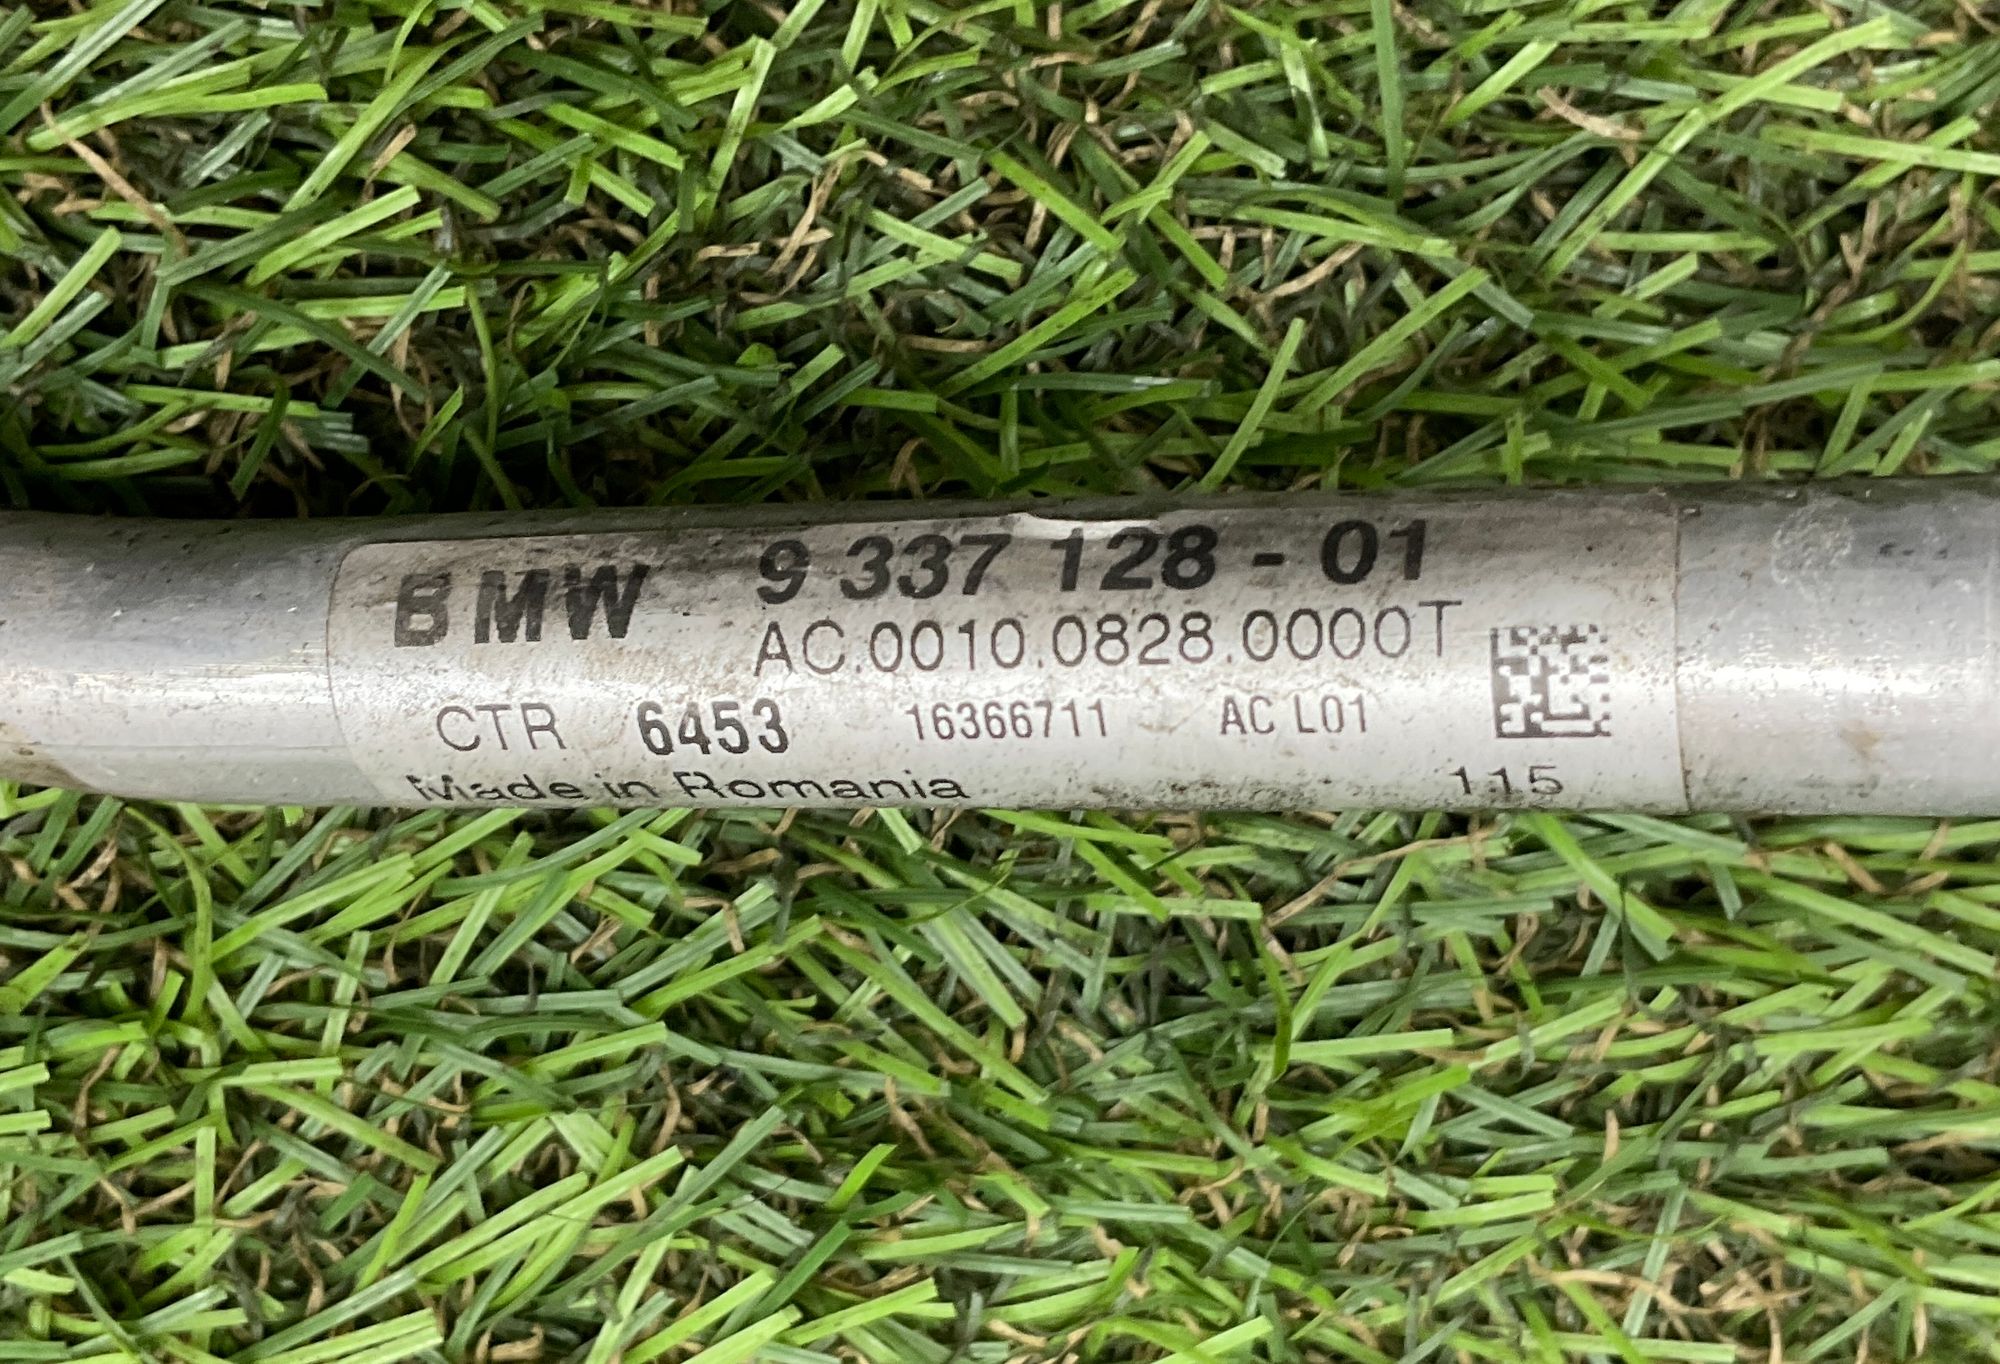 BMW 9 337 128 - 01
AC.0010.0828.0000T
CTR 6453 16366711 AC L01
Made in Romania 115